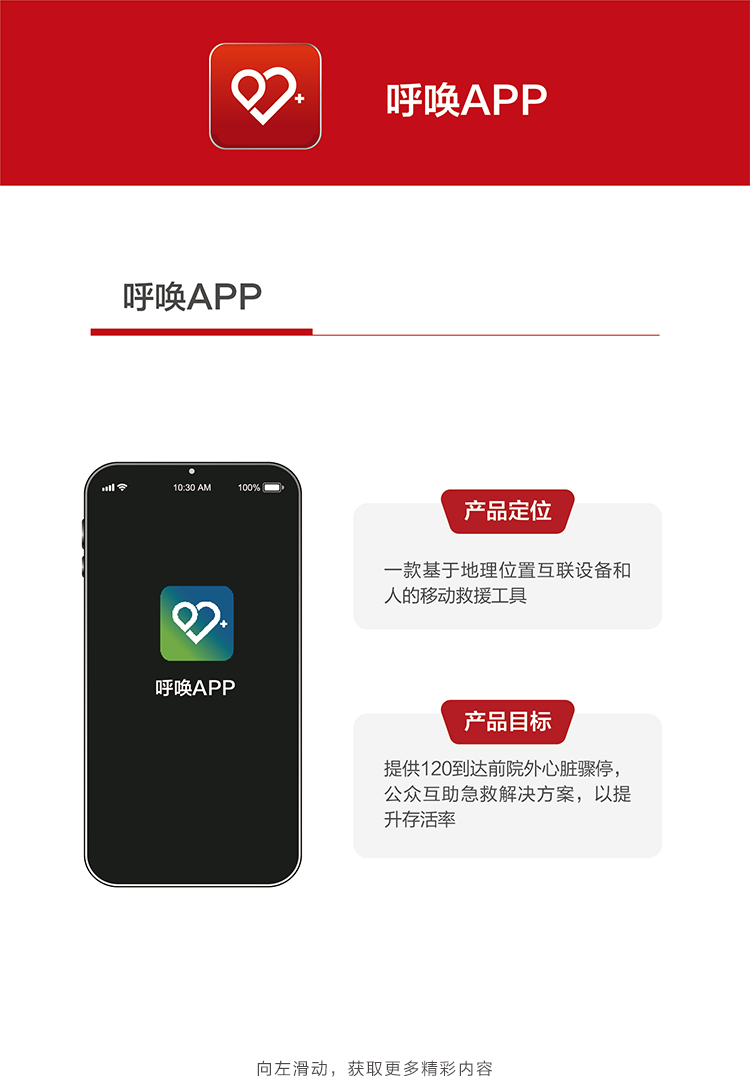 呼唤APP
呼唤APP
10:30 AM
100%
呼唤APP
产品定位
一款基于地理位置互联设备和
人的移动救援工具
产品目标
提供120到达前院外心脏骤停，
公众互助急救解决方案，以提
升存活率
向左滑动，获取更多精彩内容